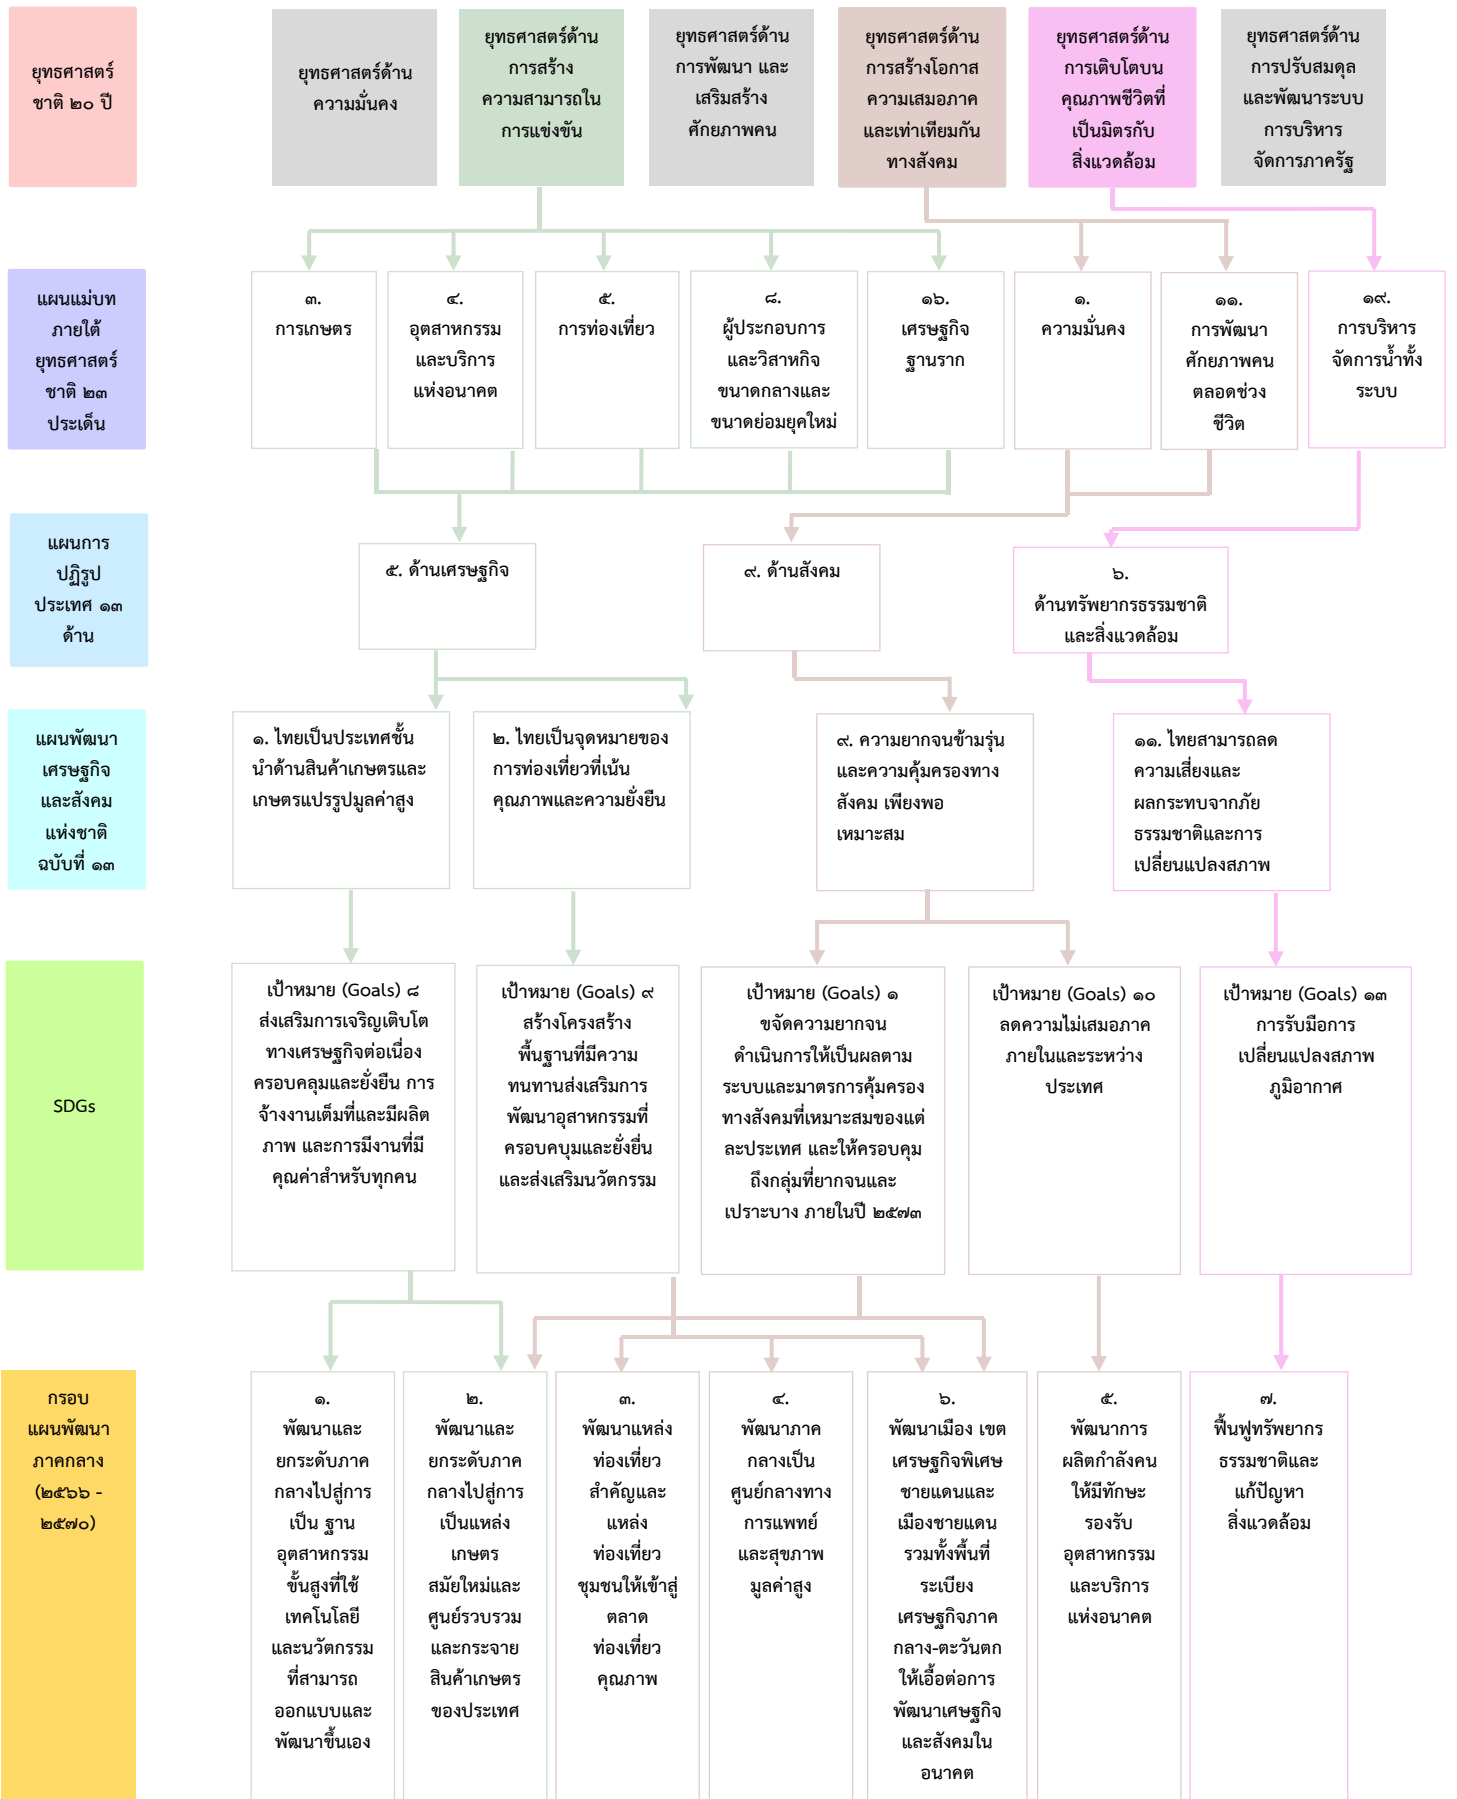 ยุทธศาสตร์
ชาติ ๒๐ ปี
ยุทธศาสตร์ด้าน
ความมั่นคง
ยุทธศาสตร์ด้าน
การสร้าง
ความสามารถใน
การแข่งขัน
ยุทธศาสตร์ด้าน
การพัฒนา และ
เสริมสร้าง
ศักยภาพคน
ยุทธศาสตร์ด้าน
การสร้างโอกาส
ความเสมอภาค
และเท่าเทียมกัน
ทางสังคม
ยุทธศาสตร์ด้าน
การเติบโตบน
คุณภาพชีวิตที่
เป็นมิตรกับ
สิ่งแวดล้อม
ยุทธศาสตร์ด้าน
การปรับสมดุล
และพัฒนาระบบ
การบริหาร
จัดการภาครัฐ
แผนแม่บท
ภายใต้
ยุทธศาสตร์
ชาติ ๒๓
ประเด็น
๓.
การเกษตร
๔.
อุตสาหกรรม
และบริการ
แห่งอนาคต
๕.
การท่องเที่ยว
๘.
ผู้ประกอบการ
และวิสาหกิจ
ขนาดกลางและ
ขนาดย่อมยุคใหม่
๑๖.
เศรษฐกิจ
ฐานราก
๑.
ความมั่นคง
๑๑.
การพัฒนา
ศักยภาพคน
ตลอดช่วง
ชีวิต
๑๙.
การบริหาร
จัดการน้ำทั้ง
ระบบ
แผนการ
ปฏิรูป
ประเทศ ๑๓
ด้าน
๕. ด้านเศรษฐกิจ
๙. ด้านสังคม
๖.
ด้านทรัพยากรธรรมชาติ
และสิ่งแวดล้อม
แผนพัฒนา
เศรษฐกิจ
และสังคม
แห่งชาติ
ฉบับที่ ๑๓
๑. ไทยเป็นประเทศชั้น
นำด้านสินค้าเกษตรและ
เกษตรแปรรูปมูลค่าสูง
๒. ไทยเป็นจุดหมายของ
การท่องเที่ยวที่เน้น
คุณภาพและความยั่งยืน
๙. ความยากจนข้ามรุ่น
และความคุ้มครองทาง
สังคม เพียงพอ
เหมาะสม
๑๑. ไทยสามารถลด
ความเสี่ยงและ
ผลกระทบจากภัย
ธรรมชาติและการ
เปลี่ยนแปลงสภาพ
SDGs
เป้าหมาย (Goals) ๘
ส่งเสริมการเจริญเติบโต
ทางเศรษฐกิจต่อเนื่อง
ครอบคลุมและยั่งยืน การ
จ้างงานเต็มที่และมีผลิต
ภาพ และการมีงานที่มี
คุณค่าสำหรับทุกคน
เป้าหมาย (Goals) ๙
สร้างโครงสร้าง
พื้นฐานที่มีความ
ทนทานส่งเสริมการ
พัฒนาอุสาหกรรมที่
ครอบคบุมและยั่งยื่น
และส่งเสริมนวัตกรรม
เป้าหมาย (Goals) ๑
ขจัดความยากจน
ดำเนินการให้เป็นผลตาม
ระบบและมาตรการคุ้มครอง
ทางสังคมที่เหมาะสมของแต่
ละประเทศ และให้ครอบคุม
ถึงกลุ่มที่ยากจนและ
เปราะบาง ภายในปี ๒๕๗๓
เป้าหมาย (Goals) ๑๐
ลดความไม่เสมอภาค
ภายในและระหว่าง
ประเทศ
เป้าหมาย (Goals) ๑๓
การรับมือการ
เปลี่ยนแปลงสภาพ
ภูมิอากาศ
กรอบ
แผนพัฒนา
ภาคกลาง
(๒๕๖๖ -
๒๕๗๐)
๑.
พัฒนาและ
ยกระดับภาค
กลางไปสู่การ
เป็น ฐาน
อุตสาหกรรม
ขั้นสูงที่ใช้
เทคโนโลยี
และนวัตกรรม
ที่สามารถ
ออกแบบและ
พัฒนาขึ้นเอง
๒.
พัฒนาและ
ยกระดับภาค
กลางไปสู่การ
เป็นแหล่ง
เกษตร
สมัยใหม่และ
ศูนย์รวบรวม
และกระจาย
สินค้าเกษตร
ของประเทศ
๓.
พัฒนาแหล่ง
ท่องเที่ยว
สำคัญและ
แหล่ง
ท่องเที่ยว
ชุมชนให้เข้าสู่
ตลาด
ท่องเที่ยว
คุณภาพ
๔.
พัฒนาภาค
กลางเป็น
ศูนย์กลางทาง
การแพทย์
และสุขภาพ
มูลค่าสูง
๖.
พัฒนาเมือง เขต
เศรษฐกิจพิเศษ
ชายแดนและ
เมืองชายแดน
รวมทั้งพื้นที่
ระเบียง
เศรษฐกิจภาค
กลาง-ตะวันตก
ให้เอื้อต่อการ
พัฒนาเศรษฐกิจ
และสังคมใน
อนาคต
๕.
พัฒนาการ
ผลิตกำลังคน
ให้มีทักษะ
รองรับ
อุตสาหกรรม
และบริการ
แห่งอนาคต
๗.
ฟื้นฟูทรัพยากร
ธรรมชาติและ
แก้ปัญหา
สิ่งแวดล้อม